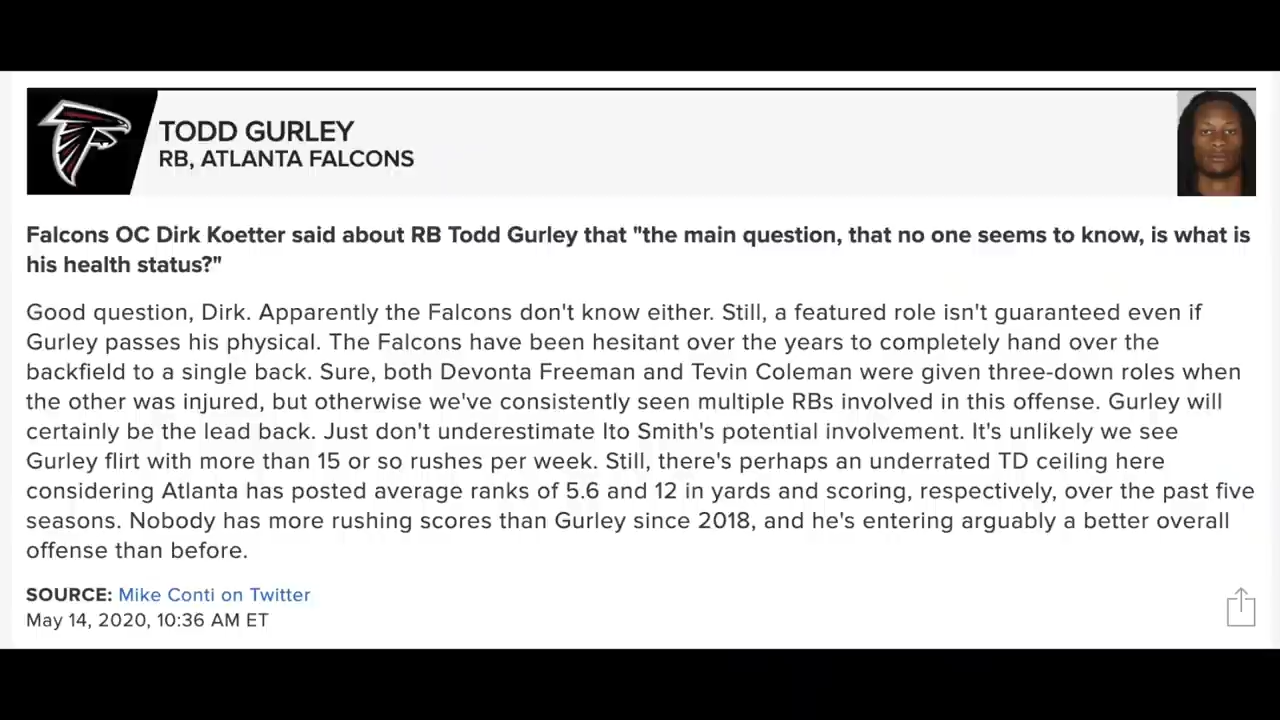 TODD GURLEY
RB, ATLANTA FALCONS
Falcons OC Dirk Koetter said about RB Todd Gurley that "the main question, that no one seems to know, is what is
his health status?"
Good question, Dirk. Apparently the Falcons don't know either. Still, a featured role isn't guaranteed even if
Gurley passes his physical. The Falcons have been hesitant over the years to completely hand over the
backfield to a single back. Sure, both Devonta Freeman and Tevin Coleman were given three-down roles when
the other was injured, but otherwise we've consistently seen multiple RBs involved in this offense. Gurley will
certainly be the lead back. Just don't underestimate Ito Smith's potential involvement. It's unlikely we see
Gurley flirt with more than 15 or so rushes per week. Still, there's perhaps an underrated TD ceiling here
considering Atlanta has posted average ranks of 5.6 and 12 in yards and scoring, respectively, over the past five
seasons. Nobody has more rushing scores than Gurley since 2018, and he's entering arguably a better overall
offense than before.
SOURCE: Mike Conti on Twitter
May 14, 2020, 10:36 AM ET